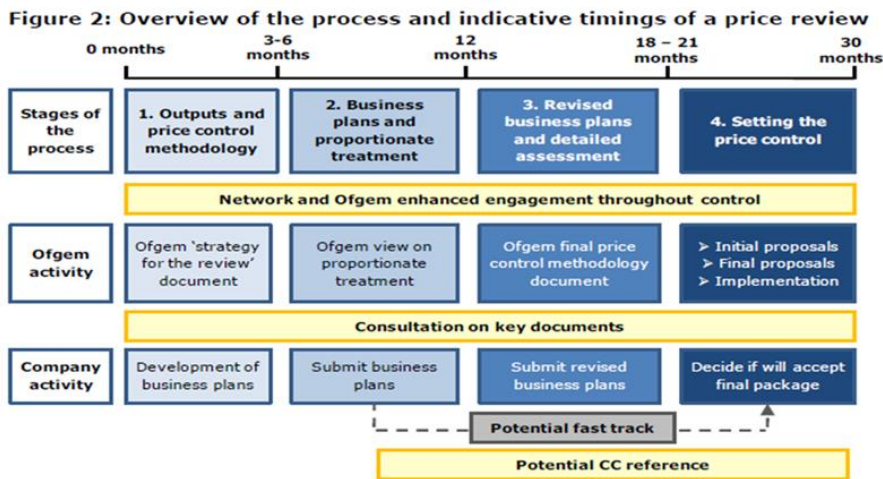 Figure 2: Overview of the process and indicative timings of a price review
0 months
3-6
months
12
months
18 – 21
months
30
months
Stages of
the
process
1. Outputs and
price control
methodology
2. Business
plans and
proportionate
treatment
3. Revised
business plans
and detailed
assessment
4. Setting the
price control
Network and Ofgem enhanced engagement throughout control
Ofgem
activity
Ofgem ‘strategy
for the review’
document
Ofgem view on
proportionate
treatment
Ofgem final price
control methodology
document
➢ Initial proposals
➢ Final proposals
➢ Implementation
Consultation on key documents
Company
activity
Development of
business plans
Submit business
plans
Submit revised
business plans
Decide if will accept
final package
Potential fast track
Potential CC reference